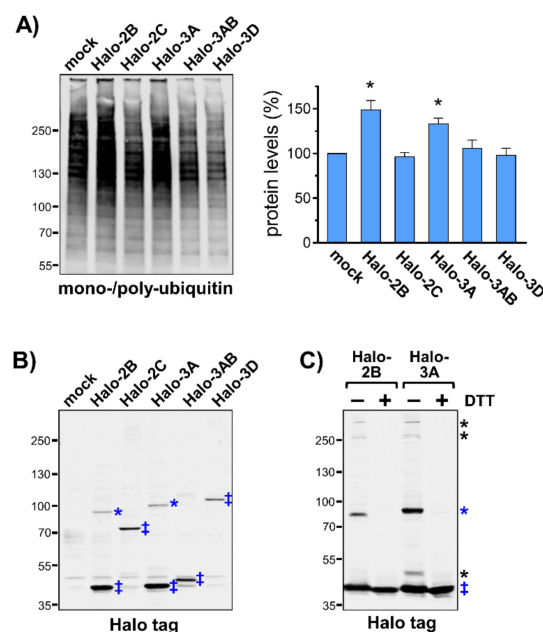 A)
mock
Halo-2B
Halo-2C
Halo-3A
Halo-3AB
Halo-3D
250
130
100
70
55
mono-/poly-ubiquitin
protein levels (%)
150
100
50
0
* *
mock
Halo-2B
Halo-2C
Halo-3A
Halo-3AB
Halo-3D
B)
mock
Halo-2B
Halo-2C
Halo-3A
Halo-3AB
Halo-3D
250
130
100
70
55
35
* ‡ ‡ * ‡ ‡ ‡
Halo tag
C)
Halo-
2B
Halo-
3A
– + – + DTT
250
130
100
70
55
35
*
*
*
*
‡
Halo tag